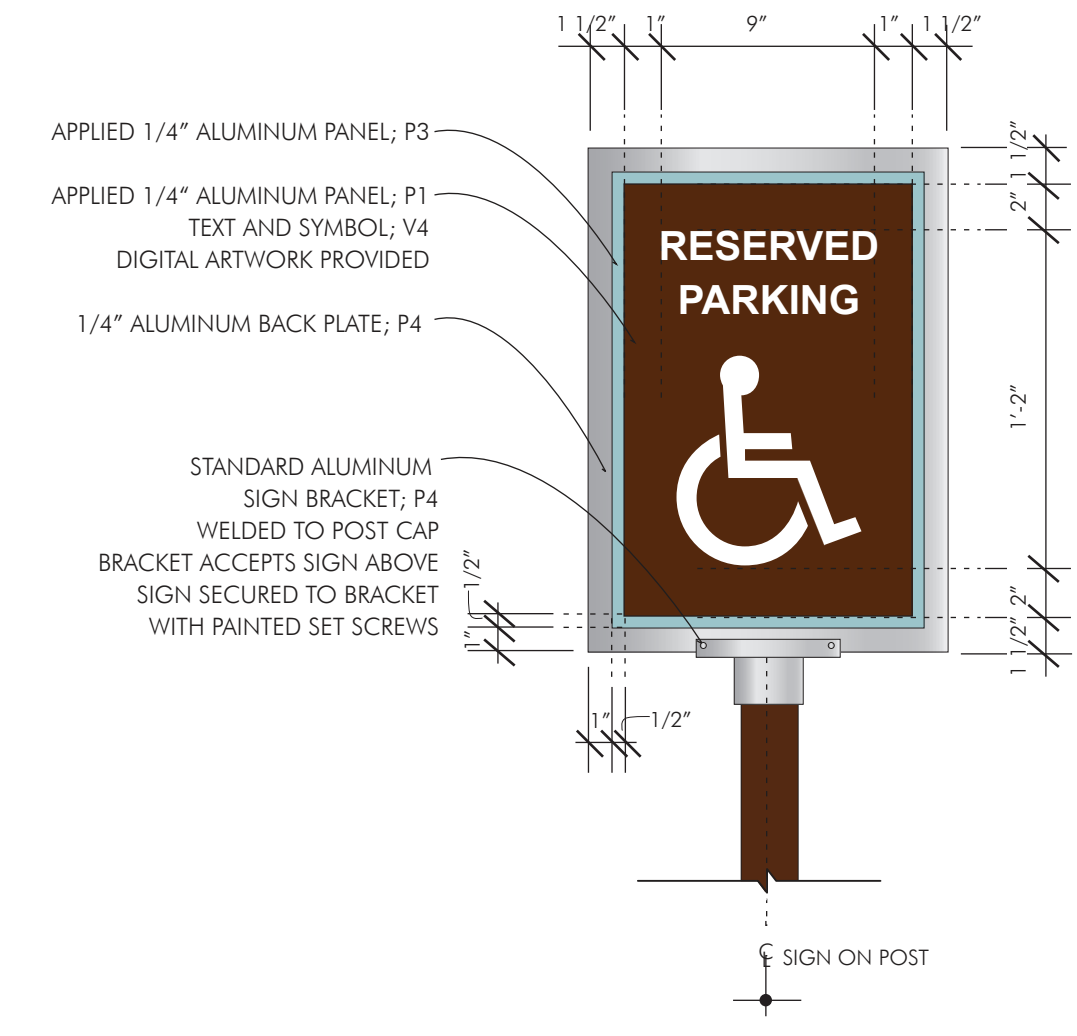 1 1/2” 1” 9” 1” 1 1/2”
APPLIED 1/4” ALUMINUM PANEL; P3
APPLIED 1/4“ ALUMINUM PANEL; P1
TEXT AND SYMBOL; V4
DIGITAL ARTWORK PROVIDED
1/4” ALUMINUM BACK PLATE; P4
STANDARD ALUMINUM
SIGN BRACKET; P4
WELDED TO POST CAP
BRACKET ACCEPTS SIGN ABOVE
SIGN SECURED TO BRACKET
WITH PAINTED SET SCREWS
RESERVED
PARKING
1 1/2”
2”
1’-2”
2”
1 1/2”
1/2”
1”
1” 1/2”
℄ SIGN ON POST